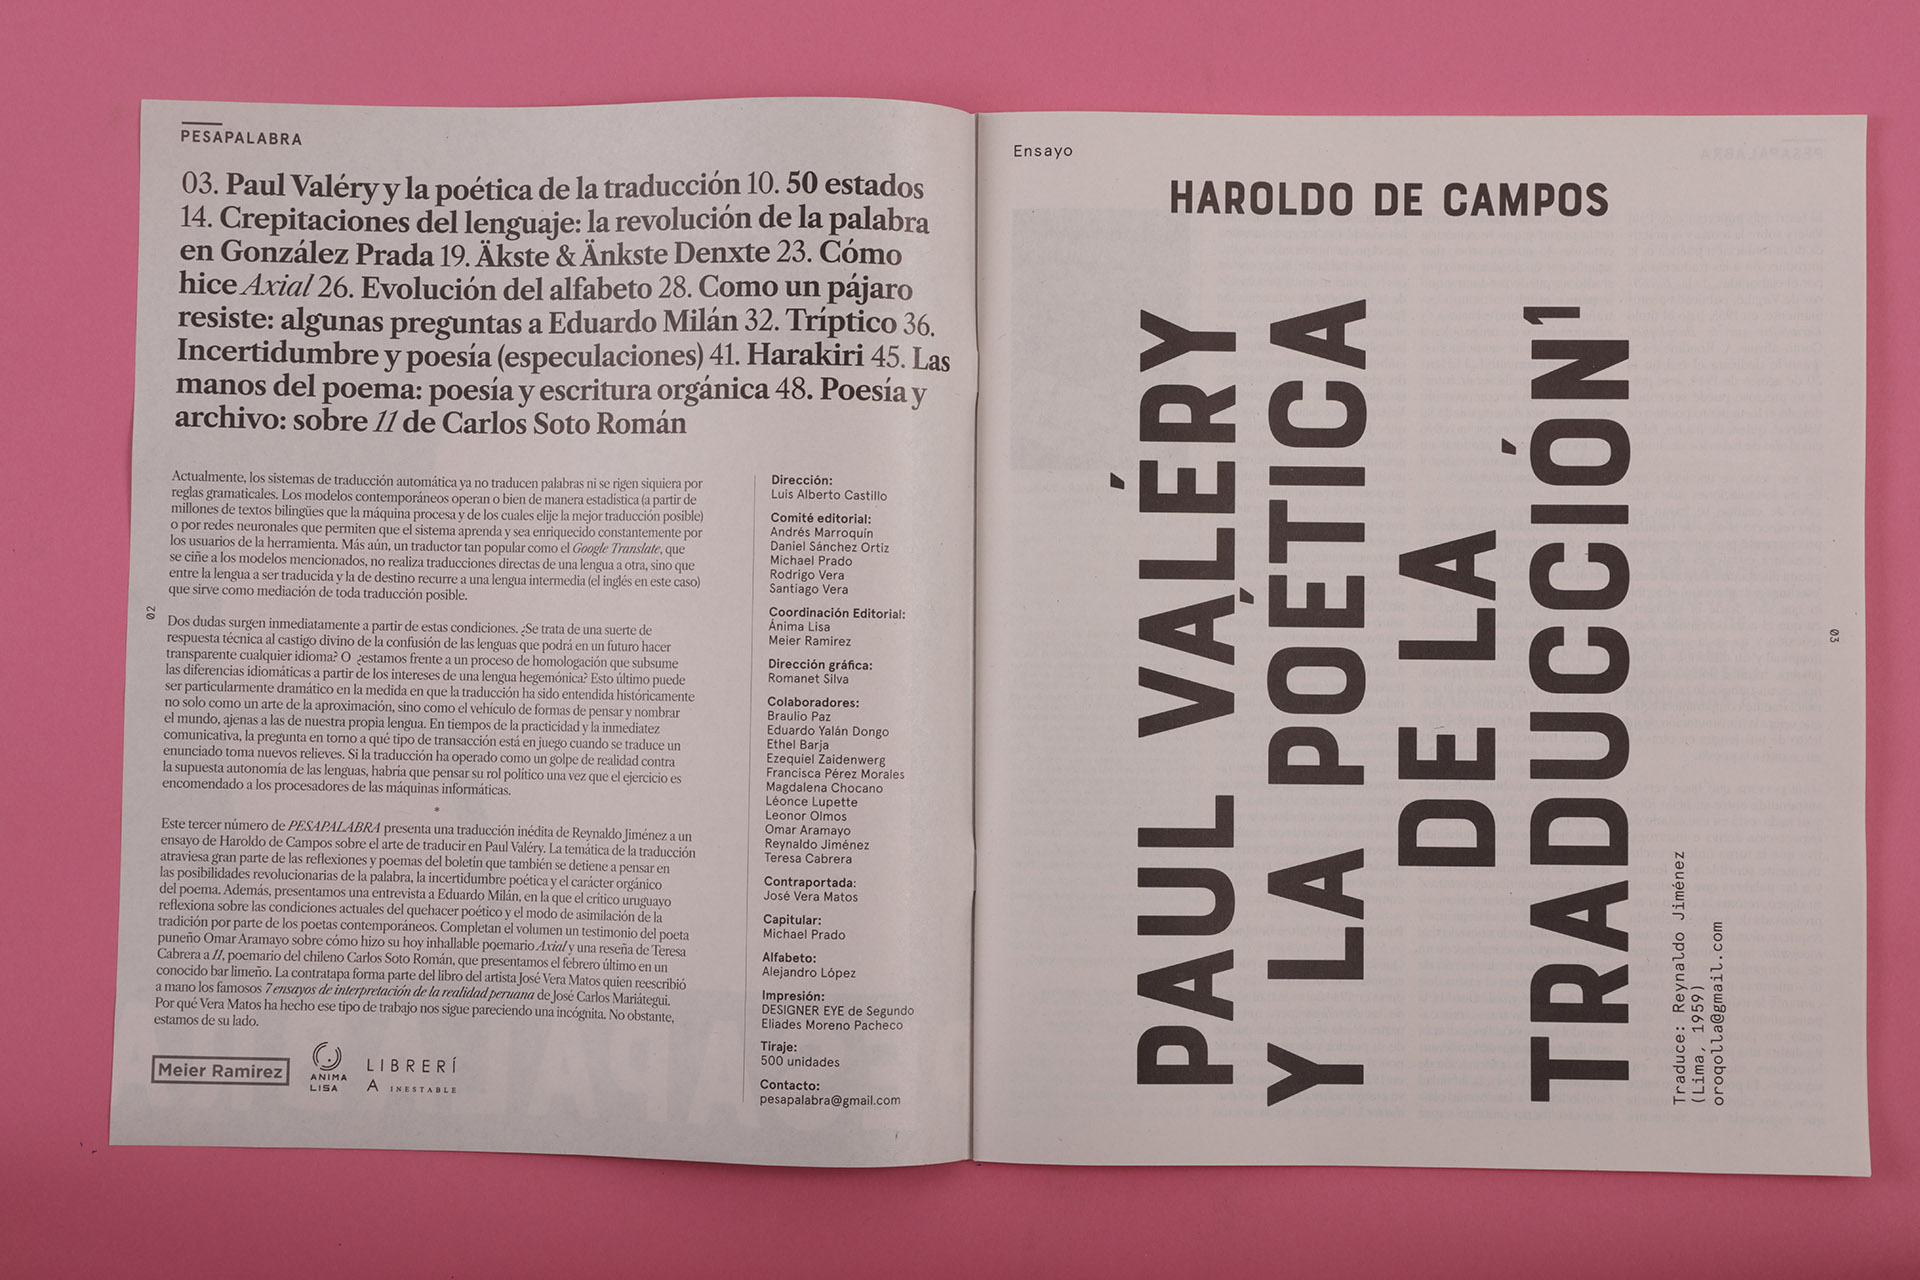 PESAPALABRA
03. Paul Valéry y la poética de la traducción 10. 50 estados
14. Crepitaciones del lenguaje: la revolución de la palabra
en González Prada 19. Äkste & Änkste Denxte 23. Cómo
hice Axial 26. Evolución del alfabeto 28. Como un pájaro
resiste: algunas preguntas a Eduardo Milán 32. Tríptico 36.
Incertidumbre y poesía (especulaciones) 41. Harakiri 45. Las
manos del poema: poesía y escritura orgánica 48. Poesía y
archivo: sobre 11 de Carlos Soto Román
Actualmente, los sistemas de traducción automática ya no traducen palabras ni se rigen siquiera por
reglas gramaticales. Los modelos contemporáneos operan o bien de manera estadística (a partir de
millones de textos bilingües que la máquina procesa y de los cuales elije la mejor traducción posible)
o por redes neuronales que permiten que el sistema aprenda y sea enriquecido constantemente por
los usuarios de la herramienta. Más aún, un traductor tan popular como el Google Translate, que
se ciñe a los modelos mencionados, no realiza traducciones directas de una lengua a otra, sino que
entre la lengua a ser traducida y la de destino recurre a una lengua intermedia (el inglés en este caso)
que sirve como mediación de toda traducción posible.
Dos dudas surgen inmediatamente a partir de estas condiciones. ¿Se trata de una suerte de
respuesta técnica al castigo divino de la confusión de las lenguas que podrá en un futuro hacer
transparente cualquier idioma? O ¿estamos frente a un proceso de homologación que subsume
las diferencias idiomáticas a partir de los intereses de una lengua hegemónica? Esto último puede
ser particularmente dramático en la medida en que la traducción ha sido entendida históricamente
no solo como un arte de la aproximación, sino como el vehículo de formas de pensar y nombrar
el mundo, ajenas a las de nuestra propia lengua. En tiempos de la practicidad y la inmediatez
comunicativa, la pregunta en torno a qué tipo de transacción está en juego cuando se traduce un
enunciado toma nuevos relieves. Si la traducción ha operado como un golpe de realidad contra
la supuesta autonomía de las lenguas, habría que pensar su rol político una vez que el ejercicio es
encomendado a los procesadores de las máquinas informáticas.
*
Este tercer número de PESAPALABRA presenta una traducción inédita de Reynaldo Jiménez a un
ensayo de Haroldo de Campos sobre el arte de traducir en Paul Valéry. La temática de la traducción
atraviesa gran parte de las reflexiones y poemas del boletín que también se detiene a pensar en
las posibilidades revolucionarias de la palabra, la incertidumbre poética y el carácter orgánico
del poema. Además, presentamos una entrevista a Eduardo Milán, en la que el crítico uruguayo
reflexiona sobre las condiciones actuales del quehacer poético y el modo de asimilación de la
tradición por parte de los poetas contemporáneos. Completan el volumen un testimonio del poeta
puneño Omar Aramayo sobre cómo hizo su hoy inhallable poemario Axial y una reseña de Teresa
Cabrera a 11, poemario del chileno Carlos Soto Román, que presentamos el febrero último en un
conocido bar limeño. La contratapa forma parte del libro del artista José Vera Matos quien reescribió
a mano los famosos 7 ensayos de interpretación de la realidad peruana de José Carlos Mariátegui.
Por qué Vera Matos ha hecho ese tipo de trabajo nos sigue pareciendo una incógnita. No obstante,
estamos de su lado.
Meier Ramirez
ANIMA
LISA
LIBRERÍ
A INESTABLE
02
Dirección:
Luis Alberto Castillo
Comité editorial:
Andrés Marroquín
Daniel Sánchez Ortiz
Michael Prado
Rodrigo Vera
Santiago Vera
Coordinación Editorial:
Ánima Lisa
Meier Ramirez
Dirección gráfica:
Romanet Silva
Colaboradores:
Braulio Paz
Eduardo Yalán Dongo
Ethel Barja
Ezequiel Zaidenwerg
Francisca Pérez Morales
Magdalena Chocano
Léonce Lupette
Leonor Olmos
Omar Aramayo
Reynaldo Jiménez
Teresa Cabrera
Contraportada:
José Vera Matos
Capitular:
Michael Prado
Alfabeto:
Alejandro López
Impresión:
DESIGNER EYE de Segundo
Eliades Moreno Pacheco
Tiraje:
500 unidades
Contacto:
pesapalabra@gmail.com
Ensayo
HAROLDO DE CAMPOS
PAUL VALÉRY
Y LA POÉTICA
DE LA
TRADUCCIÓN1
Traduce: Reynaldo Jiménez
(Lima, 1959)
oroqolla@gmail.com
03